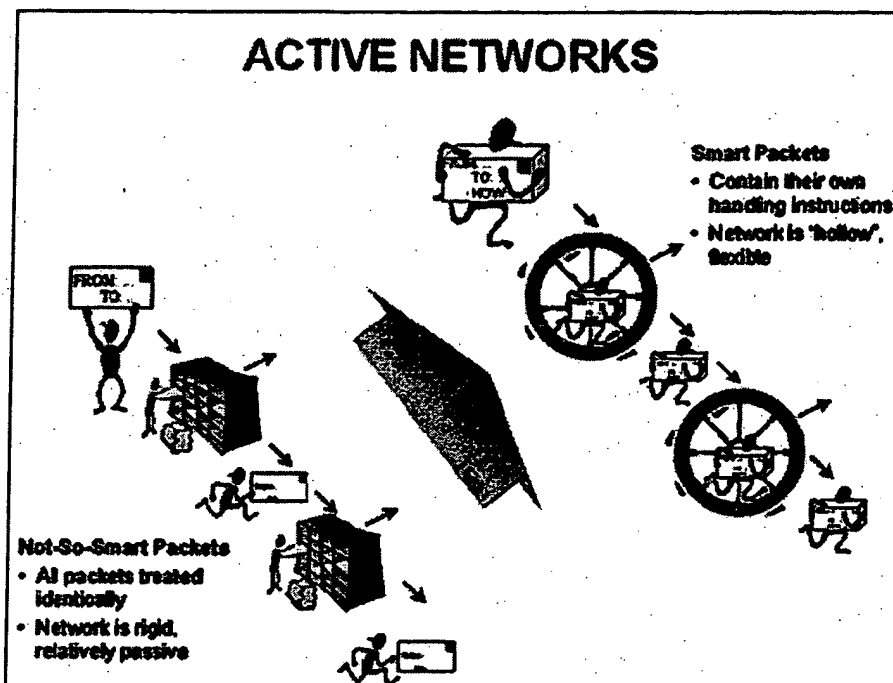 ACTIVE NETWORKS
FROM
TO:
HOW
Smart Packets
• Contain their own
handling instructions
• Network is "hollow",
flexible
FROM: ...
TO: ...
Not-So-Smart Packets
• All packets treated
identically
• Network is rigid,
relatively passive